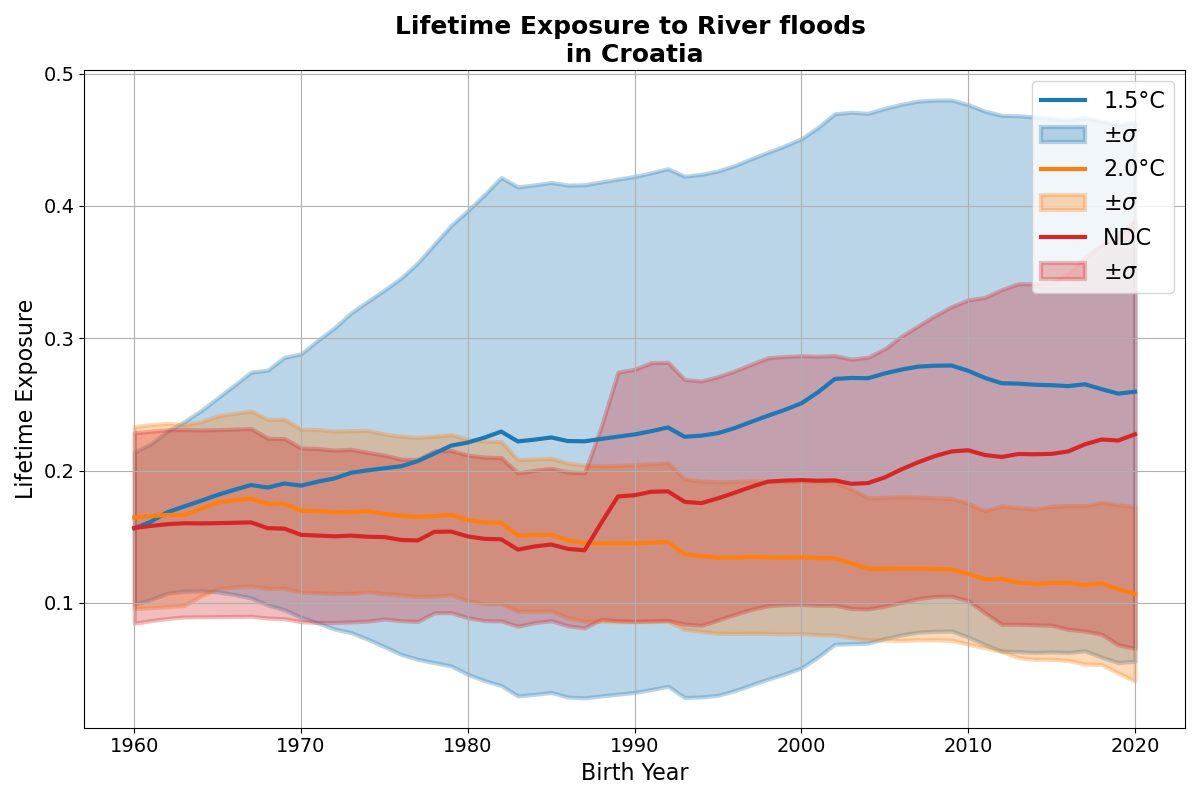 Lifetime Exposure to River floods
in Croatia
0.5
0.4
0.3
0.2
0.1
Lifetime Exposure
1.5°C
±σ
2.0°C
±σ
NDC
±σ
1960 1970 1980 1990 2000 2010 2020
Birth Year